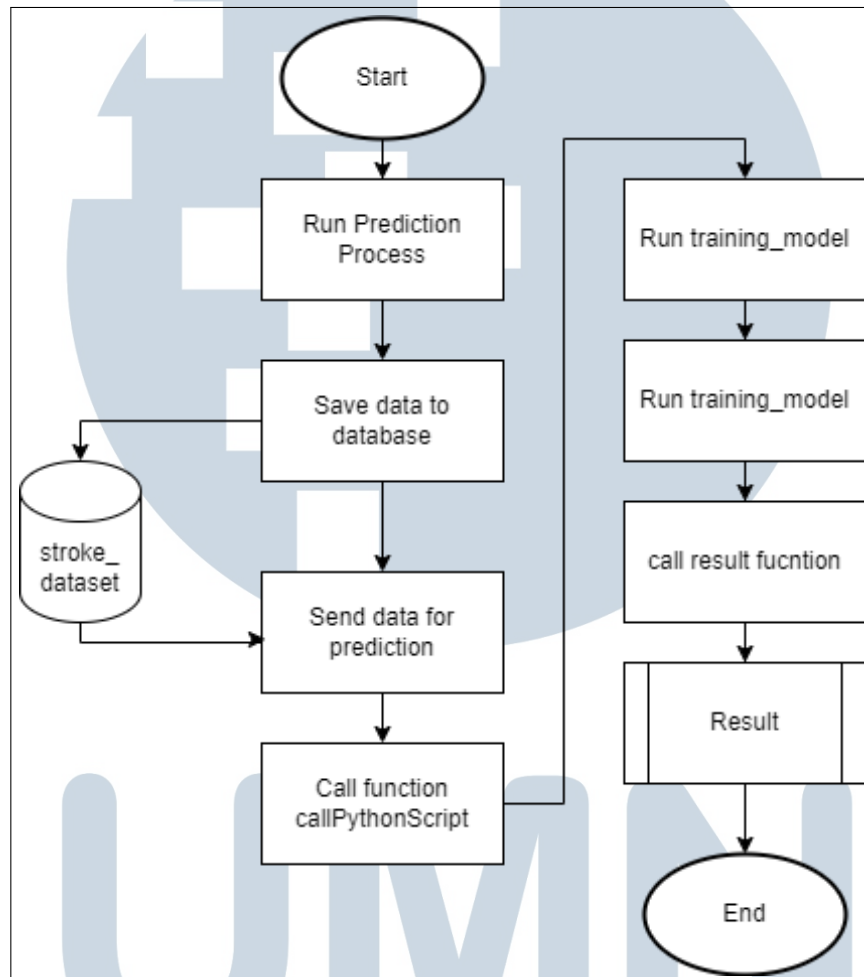 Start
Run Prediction
Process
Save data to
database
stroke_
dataset
Send data for
prediction
Call function
callPythonScript
Run training_model
Run training_model
call result fucntion
Result
End
UMN